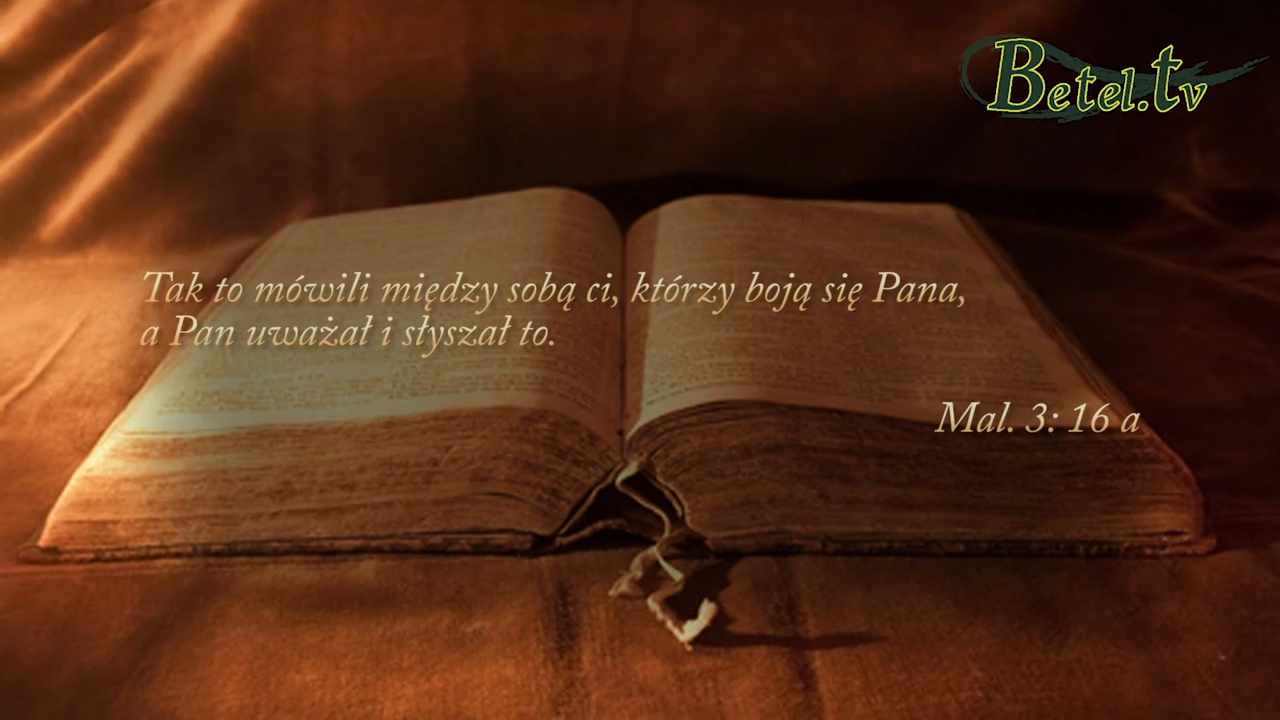 Betel.tv
Tak to mówili między sobą ci, którzy boją się Pana,
a Pan uważał i słyszał to.
Mal. 3: 16 a